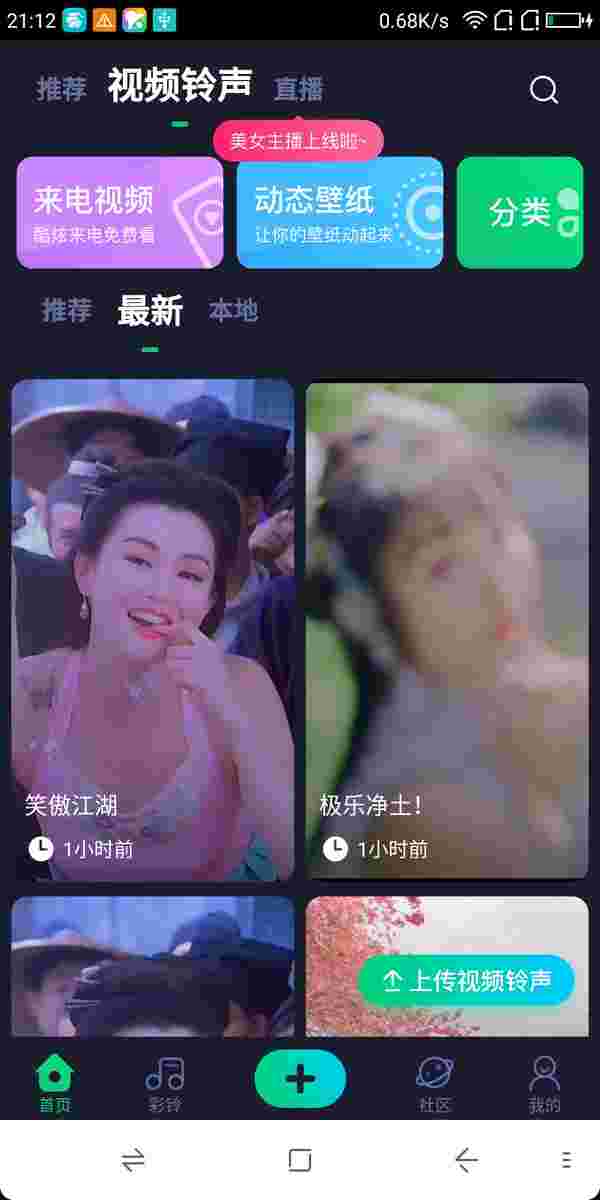 21:12
0.68K/s
推荐 视频铃声 直播
美女主播上线啦~
来电视频
酷炫来电免费看
动态壁纸
让你的壁纸动起来
分类
推荐 最新 本地
笑傲江湖
1小时前
极乐净土！
1小时前
上传视频铃声
首页 彩铃 社区 我的